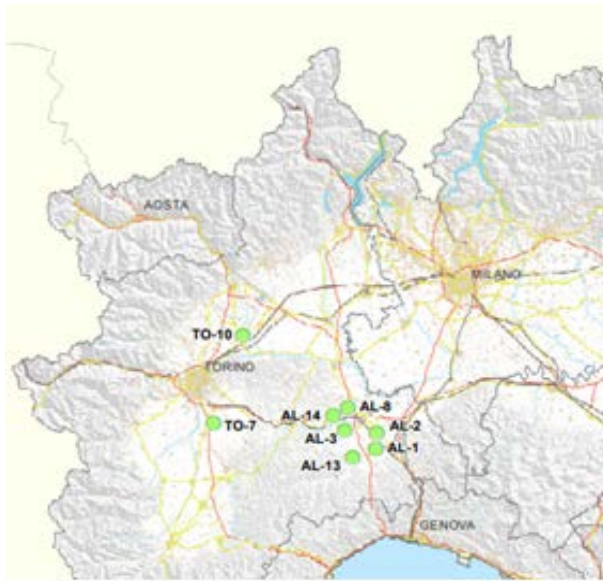 AOSTA
MILANO
TO-10
TORINO
AL-8
AL-14
TO-7
AL-2
AL-3
AL-1
AL-13
GENOVA